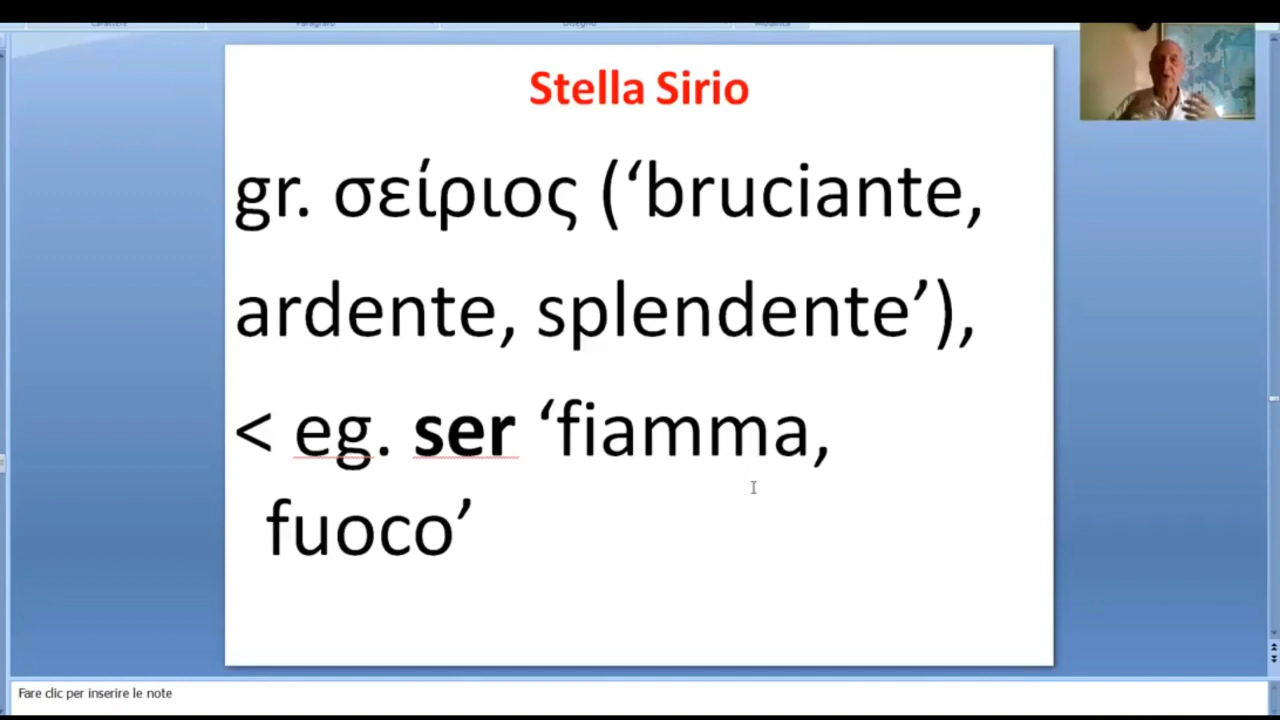 Stella Sirio
gr. σείριος (‘bruciante,
ardente, splendente’),
< eg. ser ‘fiamma,
fuoco’
Fare clic per inserire le note